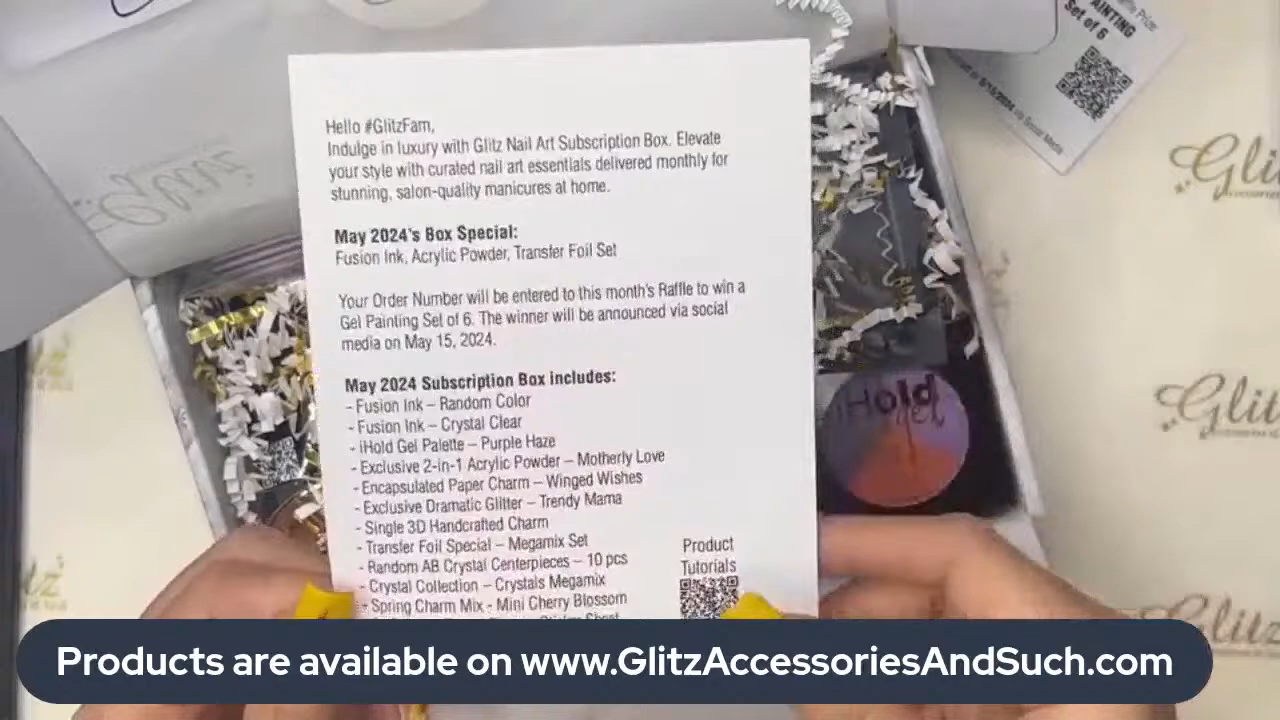 AINTING
Set of 6
Hello #GlitzFam,
Indulge in luxury with Glitz Nail Art Subscription Box. Elevate
your style with curated nail art essentials delivered monthly for
stunning, salon-quality manicures at home.
May 2024's Box Special:
Fusion Ink, Acrylic Powder, Transfer Foil Set
Your Order Number will be entered to this month's Raffle to win a
Gel Painting Set of 6. The winner will be announced via social
media on May 15, 2024.
May 2024 Subscription Box includes:
- Fusion Ink – Random Color
- Fusion Ink – Crystal Clear
- iHold Gel Palette – Purple Haze
- Exclusive 2-in-1 Acrylic Powder – Motherly Love
- Encapsulated Paper Charm – Winged Wishes
- Exclusive Dramatic Glitter – Trendy Mama
- Single 3D Handcrafted Charm
- Transfer Foil Special – Megamix Set
- Random AB Crystal Centerpieces – 10 pcs
- Crystal Collection – Crystals Megamix
- Spring Charm Mix - Mini Cherry Blossom
Product
Tutorials
iHold
gel
Glitz
Glit
Glit
Glitz
Products are available on www.GlitzAccessoriesAndSuch.com